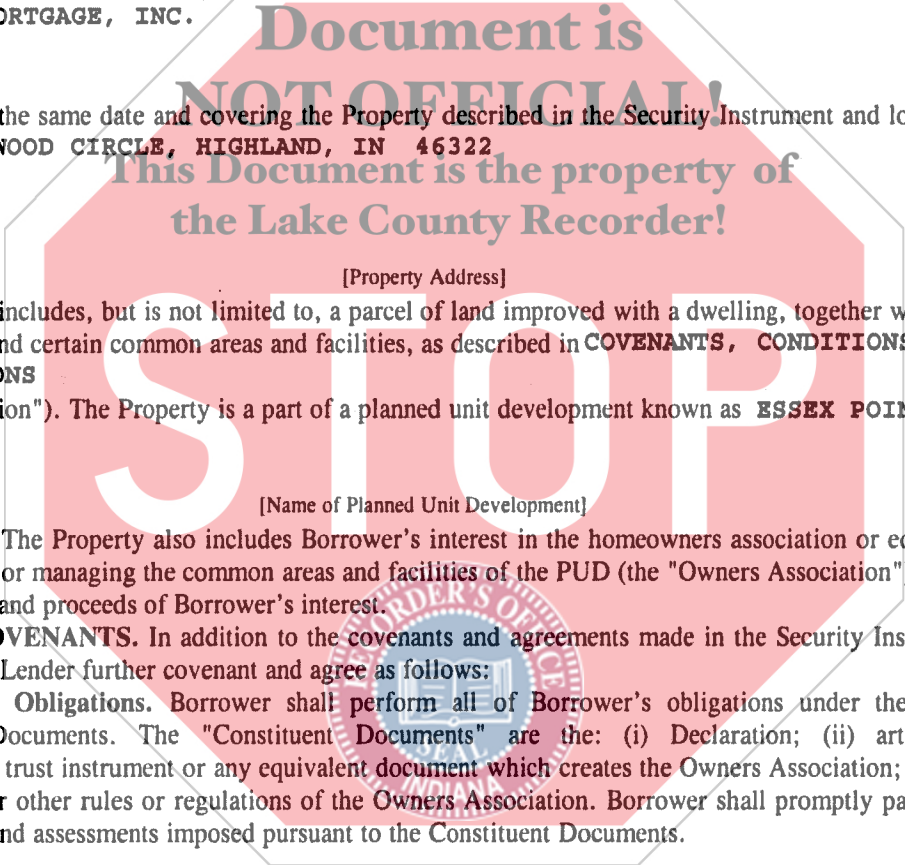 ORTGAGE, INC.
Document is
NOT OFFICIAL!
the same date and covering the Property described in the Security Instrument and lo
WOOD CIRCLE, HIGHLAND, IN 46322
This Document is the property of
the Lake County Recorder!
[Property Address]
includes, but is not limited to, a parcel of land improved with a dwelling, together w
nd certain common areas and facilities, as described in COVENANTS, CONDITIONS
ONS
ion"). The Property is a part of a planned unit development known as ESSEX POIN
STOP
[Name of Planned Unit Development]
The Property also includes Borrower's interest in the homeowners association or eq
or managing the common areas and facilities of the PUD (the "Owners Association"
and proceeds of Borrower's interest.
OVENANTS. In addition to the covenants and agreements made in the Security Ins
Lender further covenant and agree as follows:
Obligations. Borrower shall perform all of Borrower's obligations under the
Documents. The "Constituent Documents" are the: (i) Declaration; (ii) art
trust instrument or any equivalent document which creates the Owners Association;
r other rules or regulations of the Owners Association. Borrower shall promptly pa
nd assessments imposed pursuant to the Constituent Documents.
RECORDER'S OFFICE
SEAL
INDIANA